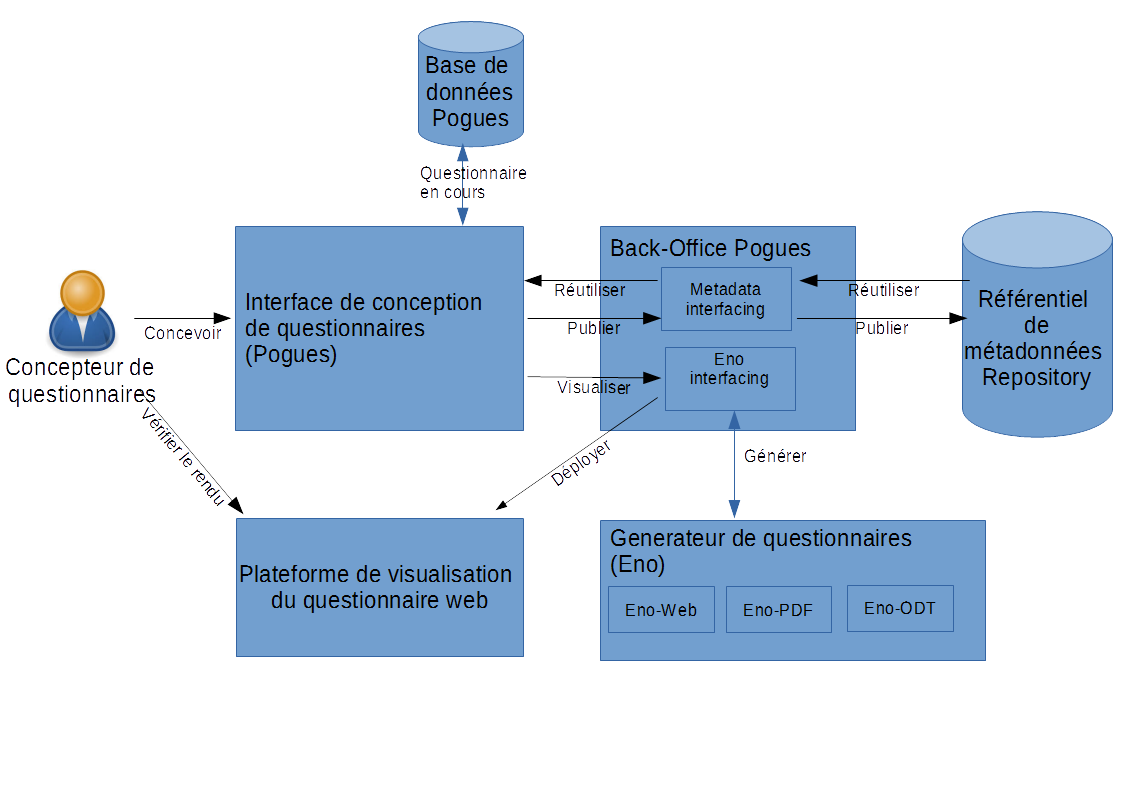 Base de
données
Pogues
Questionnaire
en cours
Concepteur de
questionnaires
Concevoir
Interface de conception
de questionnaires
(Pogues)
Back-Office Pogues
Réutiliser
Publier
Visualiser
Metadata
interfacing
Eno
interfacing
Réutiliser
Publier
Référentiel
de
métadonnées
Repository
Vérifier le rendu
Déployer
Générer
Plateforme de visualisation
du questionnaire web
Generateur de questionnaires
(Eno)
Eno-Web
Eno-PDF
Eno-ODT